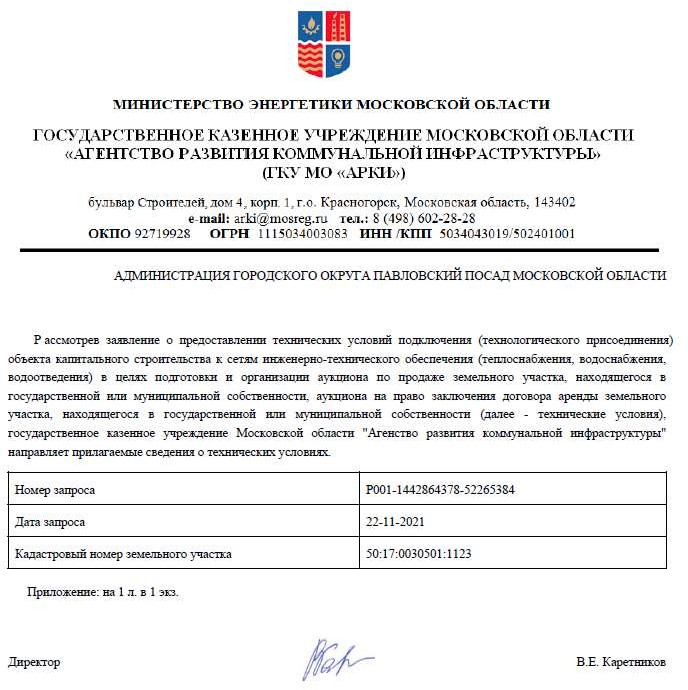 МИНИСТЕРСТВО ЭНЕРГЕТИКИ МОСКОВСКОЙ ОБЛАСТИ
ГОСУДАРСТВЕННОЕ КАЗЕННОЕ УЧРЕЖДЕНИЕ МОСКОВСКОЙ ОБЛАСТИ
«АГЕНТСТВО РАЗВИТИЯ КОММУНАЛЬНОЙ ИНФРАСТРУКТУРЫ»
(ГКУ МО «АРКИ»)
бульвар Строителей, дом 4, корп. 1, г.о. Красногорск, Московская область, 143402
e-mail: arki@mosreg.ru тел.: 8 (498) 602-28-28
ОКПО 92719928 ОГРН 1115034003083 ИНН /КПП 5034043019/502401001
АДМИНИСТРАЦИЯ ГОРОДСКОГО ОКРУГА ПАВЛОВСКИЙ ПОСАД МОСКОВСКОЙ ОБЛАСТИ
Рассмотрев заявление о предоставлении технических условий подключения (технологического присоединения)
объекта капитального строительства к сетям инженерно-технического обеспечения (теплоснабжения, водоснабжения,
водоотведения) в целях подготовки и организации аукциона по продаже земельного участка, находящегося в
государственной или муниципальной собственности, аукциона на право заключения договора аренды земельного
участка, находящегося в государственной или муниципальной собственности (далее - технические условия),
государственное казенное учреждение Московской области "Агенство развития коммунальной инфраструктуры"
направляет прилагаемые сведения о технических условиях.
Номер запроса P001-1442864378-52265384
Дата запроса 22-11-2021
Кадастровый номер земельного участка 50:17:0030501:1123
Приложение: на 1 л. в 1 экз.
Директор В.Е. Каретников